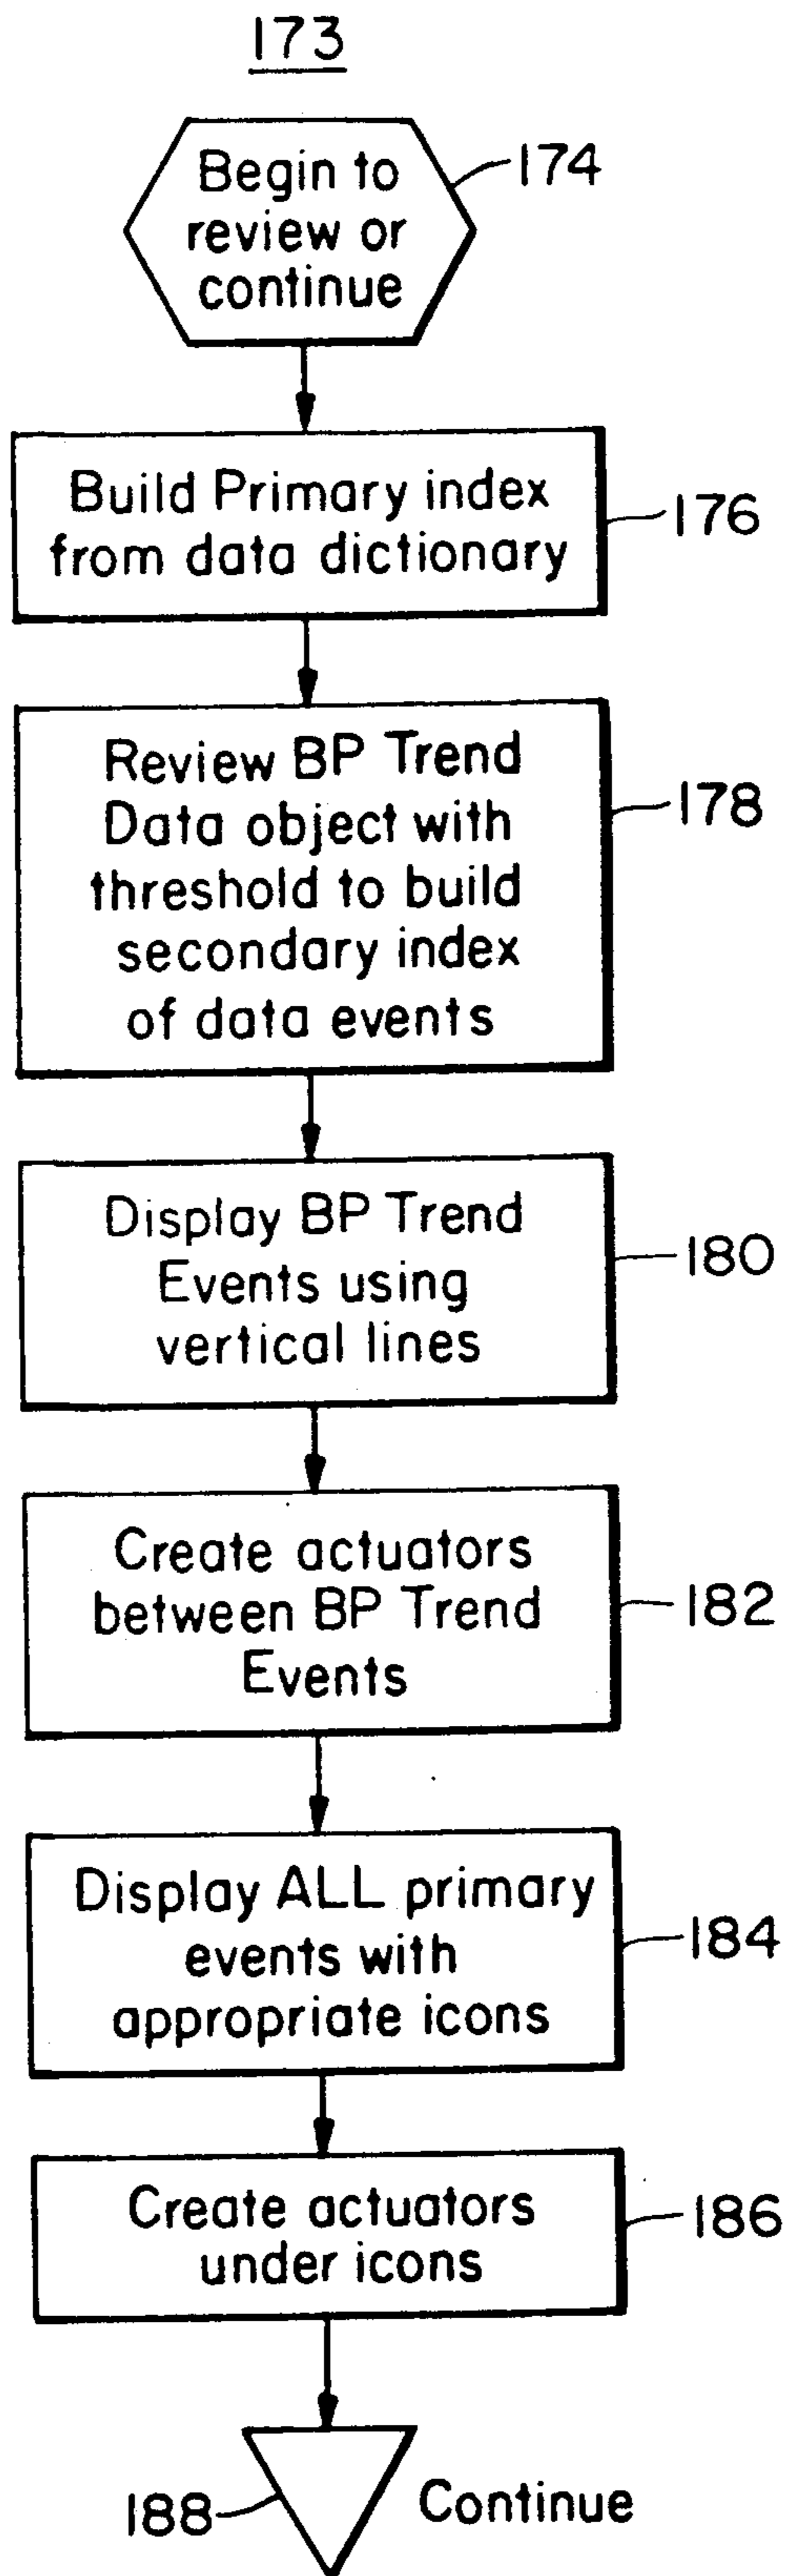 173
Begin to
review or
continue
174
Build Primary index
from data dictionary
176
Review BP Trend
Data object with
threshold to build
secondary index
of data events
178
Display BP Trend
Events using
vertical lines
180
Create actuators
between BP Trend
Events
182
Display ALL primary
events with
appropriate icons
184
Create actuators
under icons
186
188
Continue